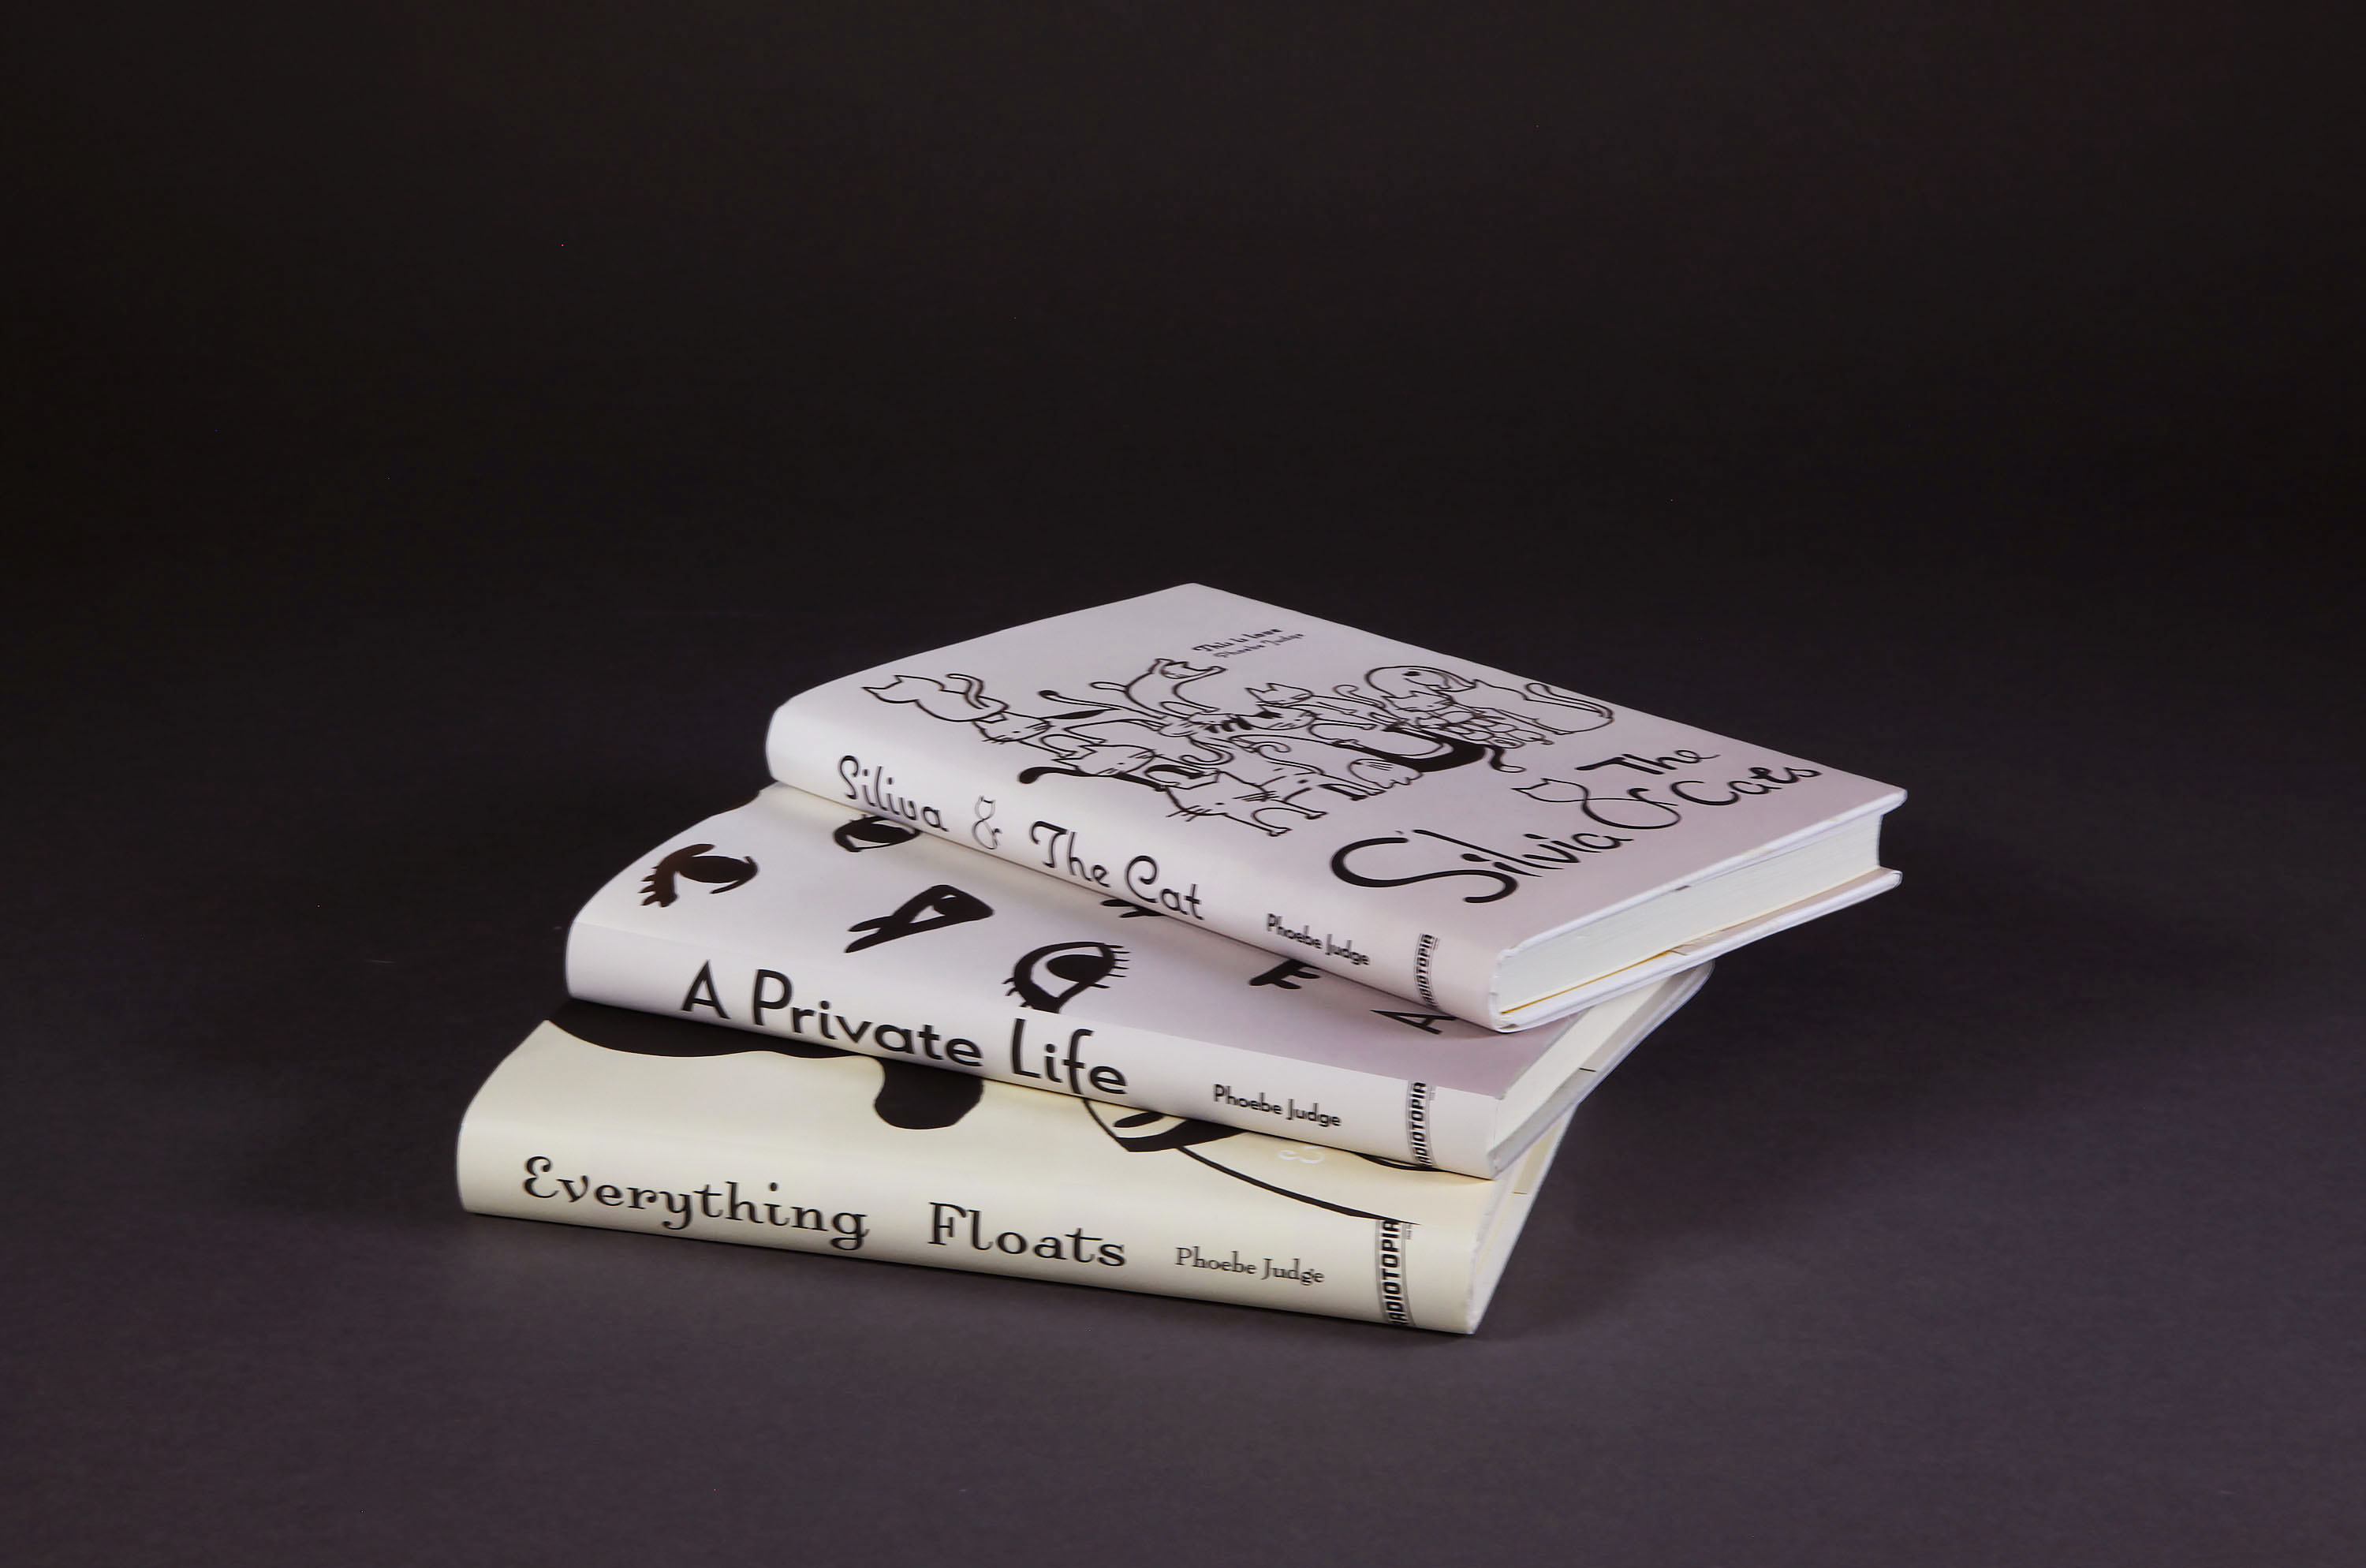 This is Love
Phoebe Judge
Silvia & The Cats
Siliva & The Cat
Phoebe Judge
RADIOTOPIA
E
A
A Private Life
Phoebe Judge
RADIOTOPIA
Everything Floats
Phoebe Judge
RADIOTOPIA